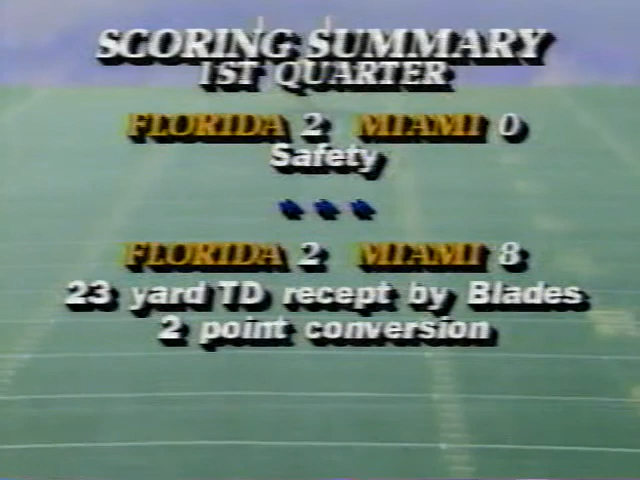 SCORING SUMMARY
1ST QUARTER
FLORIDA 2 MIAMI 0
Safety
FLORIDA 2 MIAMI 8
23 yard TD recept by Blades
2 point conversion